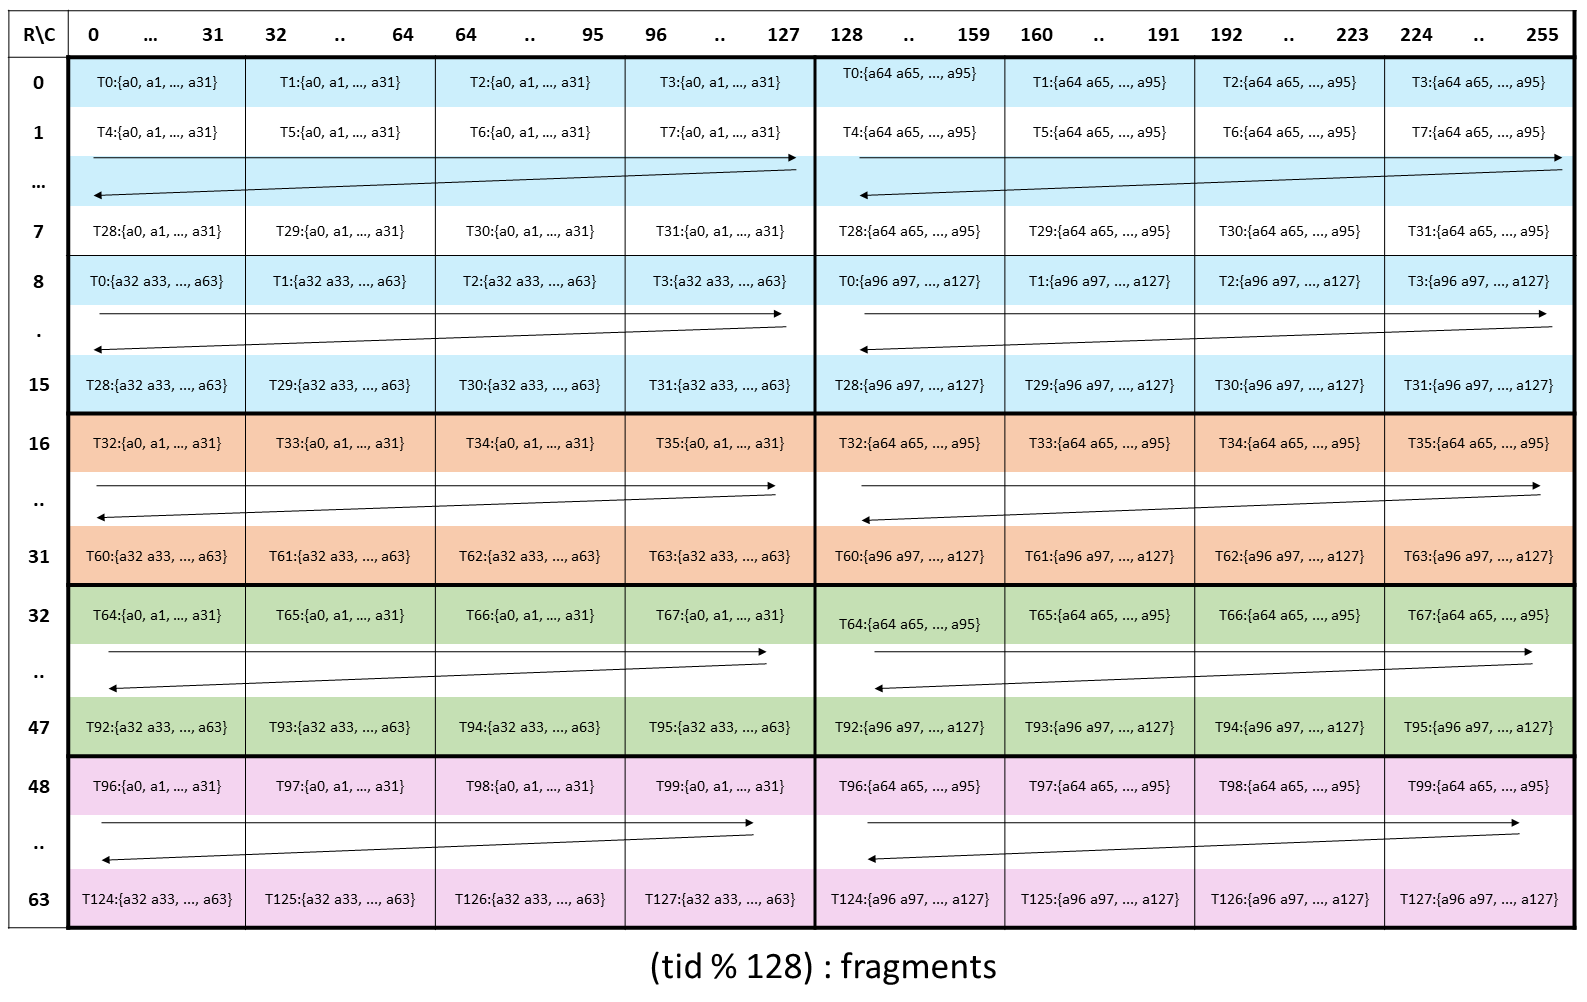 R\C 0 ... 31 32 .. 64 64 .. 95 96 .. 127 128 .. 159 160 .. 191 192 .. 223 224 .. 255
0 T0:{a0, a1, ..., a31} T1:{a0, a1, ..., a31} T2:{a0, a1, ..., a31} T3:{a0, a1, ..., a31} T0:{a64 a65, ..., a95} T1:{a64 a65, ..., a95} T2:{a64 a65, ..., a95} T3:{a64 a65, ..., a95}
1 T4:{a0, a1, ..., a31} T5:{a0, a1, ..., a31} T6:{a0, a1, ..., a31} T7:{a0, a1, ..., a31} T4:{a64 a65, ..., a95} T5:{a64 a65, ..., a95} T6:{a64 a65, ..., a95} T7:{a64 a65, ..., a95}
...
7 T28:{a0, a1, ..., a31} T29:{a0, a1, ..., a31} T30:{a0, a1, ..., a31} T31:{a0, a1, ..., a31} T28:{a64 a65, ..., a95} T29:{a64 a65, ..., a95} T30:{a64 a65, ..., a95} T31:{a64 a65, ..., a95}
8 T0:{a32 a33, ..., a63} T1:{a32 a33, ..., a63} T2:{a32 a33, ..., a63} T3:{a32 a33, ..., a63} T0:{a96 a97, ..., a127} T1:{a96 a97, ..., a127} T2:{a96 a97, ..., a127} T3:{a96 a97, ..., a127}
.
15 T28:{a32 a33, ..., a63} T29:{a32 a33, ..., a63} T30:{a32 a33, ..., a63} T31:{a32 a33, ..., a63} T28:{a96 a97, ..., a127} T29:{a96 a97, ..., a127} T30:{a96 a97, ..., a127} T31:{a96 a97, ..., a127}
16 T32:{a0, a1, ..., a31} T33:{a0, a1, ..., a31} T34:{a0, a1, ..., a31} T35:{a0, a1, ..., a31} T32:{a64 a65, ..., a95} T33:{a64 a65, ..., a95} T34:{a64 a65, ..., a95} T35:{a64 a65, ..., a95}
..
31 T60:{a32 a33, ..., a63} T61:{a32 a33, ..., a63} T62:{a32 a33, ..., a63} T63:{a32 a33, ..., a63} T60:{a96 a97, ..., a127} T61:{a96 a97, ..., a127} T62:{a96 a97, ..., a127} T63:{a96 a97, ..., a127}
32 T64:{a0, a1, ..., a31} T65:{a0, a1, ..., a31} T66:{a0, a1, ..., a31} T67:{a0, a1, ..., a31} T64:{a64 a65, ..., a95} T65:{a64 a65, ..., a95} T66:{a64 a65, ..., a95} T67:{a64 a65, ..., a95}
..
47 T92:{a32 a33, ..., a63} T93:{a32 a33, ..., a63} T94:{a32 a33, ..., a63} T95:{a32 a33, ..., a63} T92:{a96 a97, ..., a127} T93:{a96 a97, ..., a127} T94:{a96 a97, ..., a127} T95:{a96 a97, ..., a127}
48 T96:{a0, a1, ..., a31} T97:{a0, a1, ..., a31} T98:{a0, a1, ..., a31} T99:{a0, a1, ..., a31} T96:{a64 a65, ..., a95} T97:{a64 a65, ..., a95} T98:{a64 a65, ..., a95} T99:{a64 a65, ..., a95}
..
63 T124:{a32 a33, ..., a63} T125:{a32 a33, ..., a63} T126:{a32 a33, ..., a63} T127:{a32 a33, ..., a63} T124:{a96 a97, ..., a127} T125:{a96 a97, ..., a127} T126:{a96 a97, ..., a127} T127:{a96 a97, ..., a127}
(tid % 128) : fragments